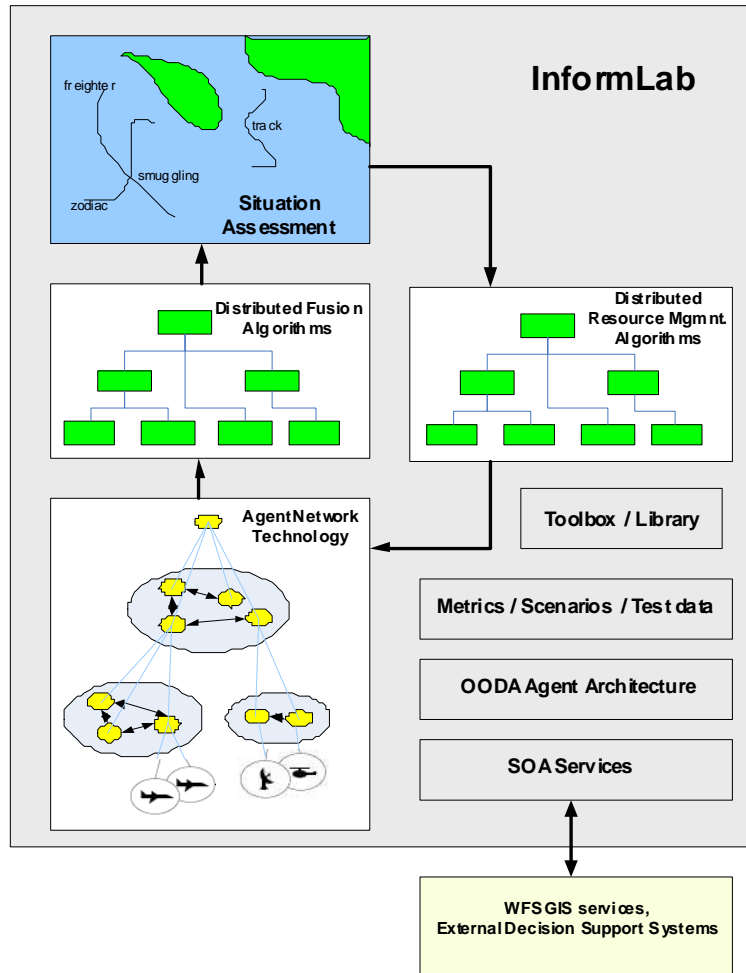 InformLab
freighter
track
smuggling
zodiac
Situation
Assessment
Distributed Fusion
Algorithms
Distributed
Resource Mgmnt.
Algorithms
Agent Network
Technology
Toolbox / Library
Metrics / Scenarios / Test data
OODA Agent Architecture
SOA Services
WFS GIS services,
External Decision Support Systems